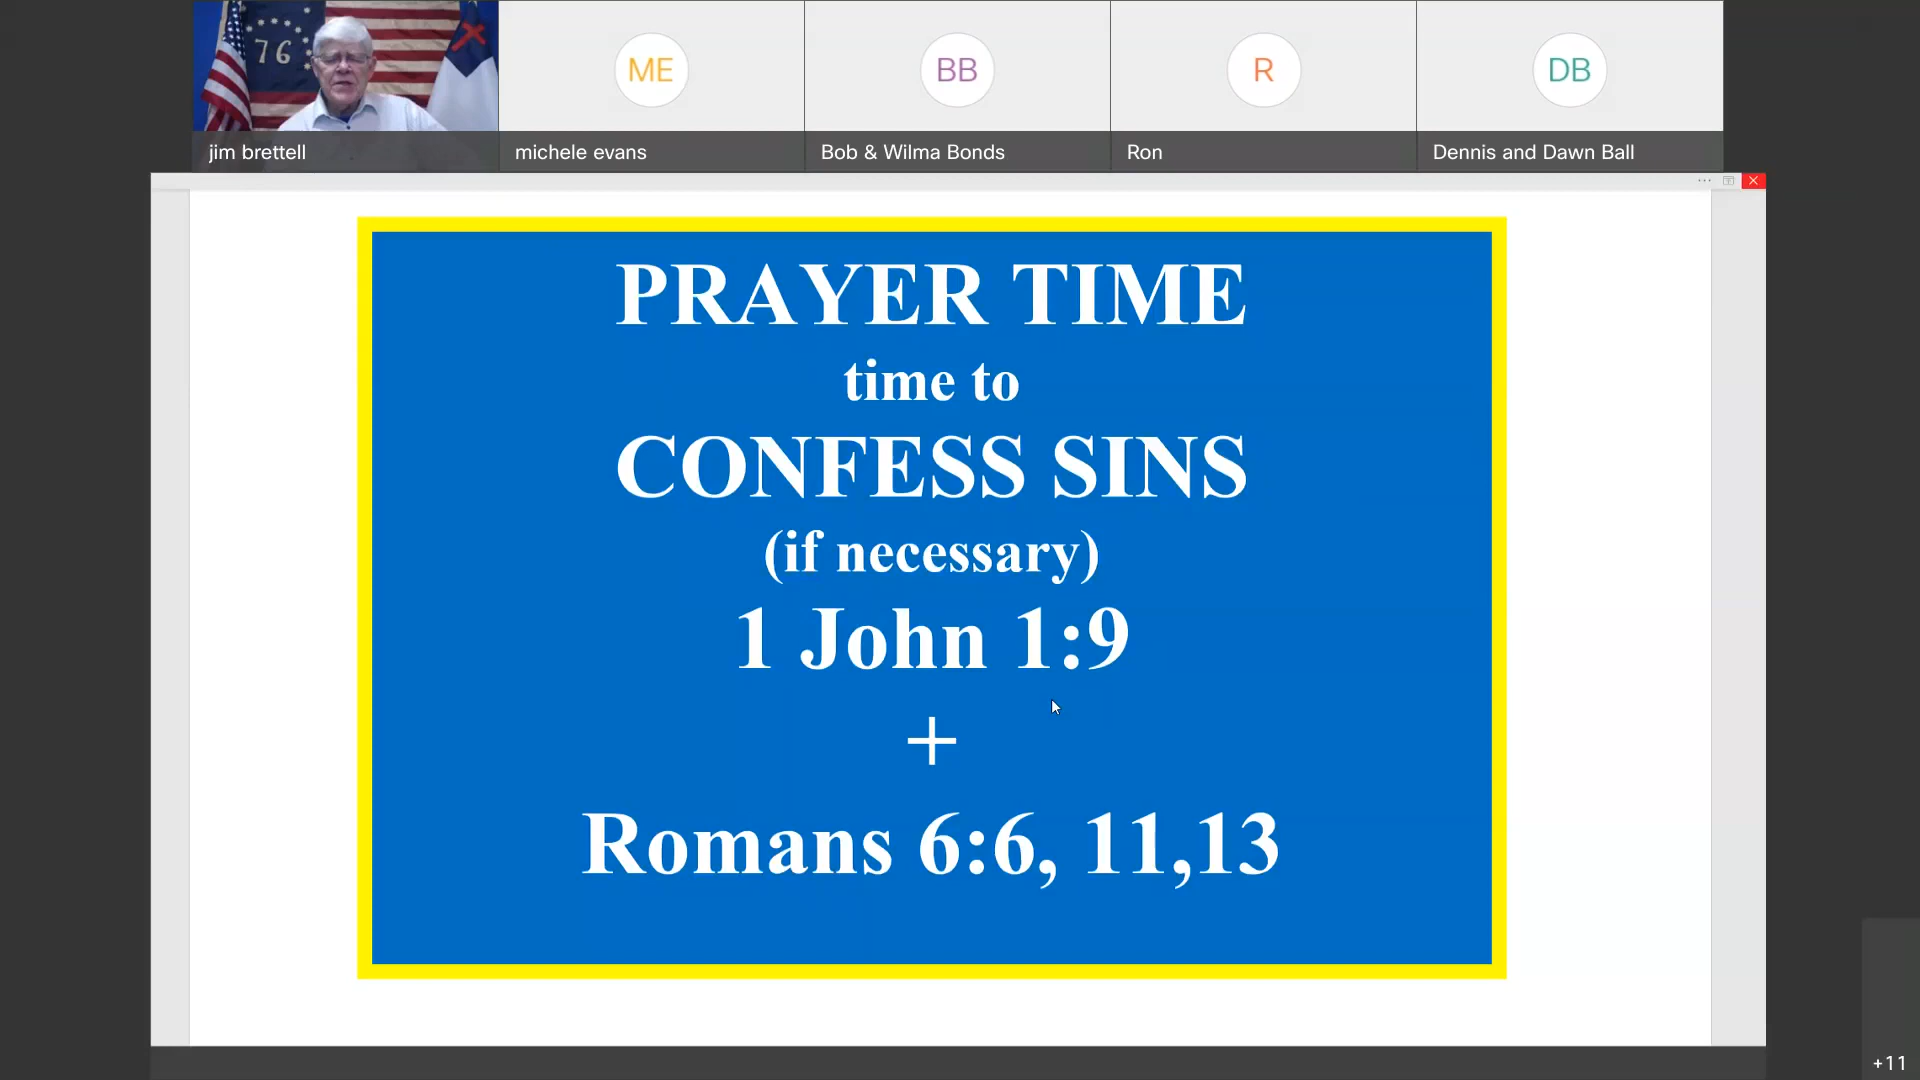 76
ME
BB
R
DB
jim brettell
michele evans
Bob & Wilma Bonds
Ron
Dennis and Dawn Ball
PRAYER TIME
time to
CONFESS SINS
(if necessary)
1 John 1:9
+
Romans 6:6, 11,13
+11